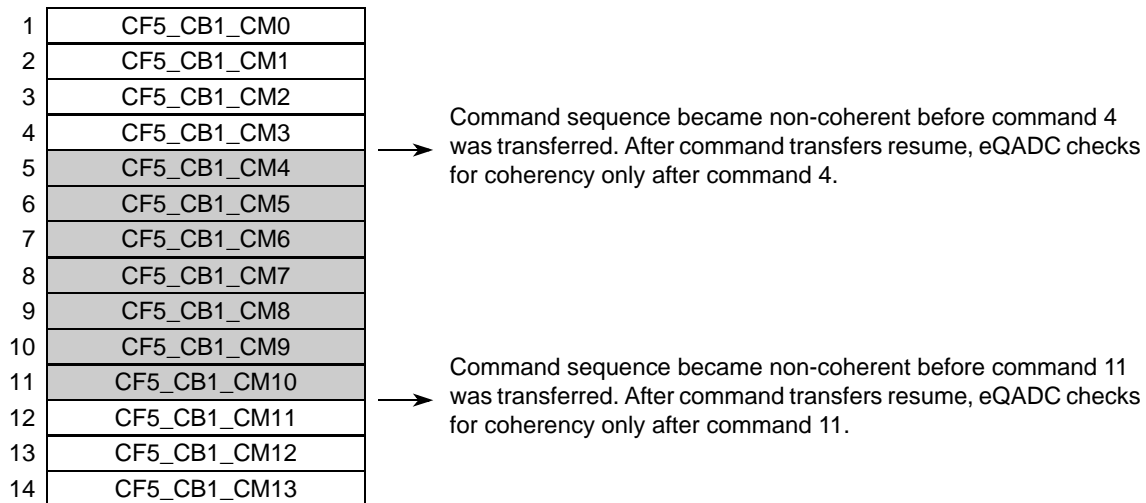 1 CF5_CB1_CM0
2 CF5_CB1_CM1
3 CF5_CB1_CM2
4 CF5_CB1_CM3
5 CF5_CB1_CM4
6 CF5_CB1_CM5
7 CF5_CB1_CM6
8 CF5_CB1_CM7
9 CF5_CB1_CM8
10 CF5_CB1_CM9
11 CF5_CB1_CM10
12 CF5_CB1_CM11
13 CF5_CB1_CM12
14 CF5_CB1_CM13
Command sequence became non-coherent before command 4
was transferred. After command transfers resume, eQADC checks
for coherency only after command 4.
Command sequence became non-coherent before command 11
was transferred. After command transfers resume, eQADC checks
for coherency only after command 11.